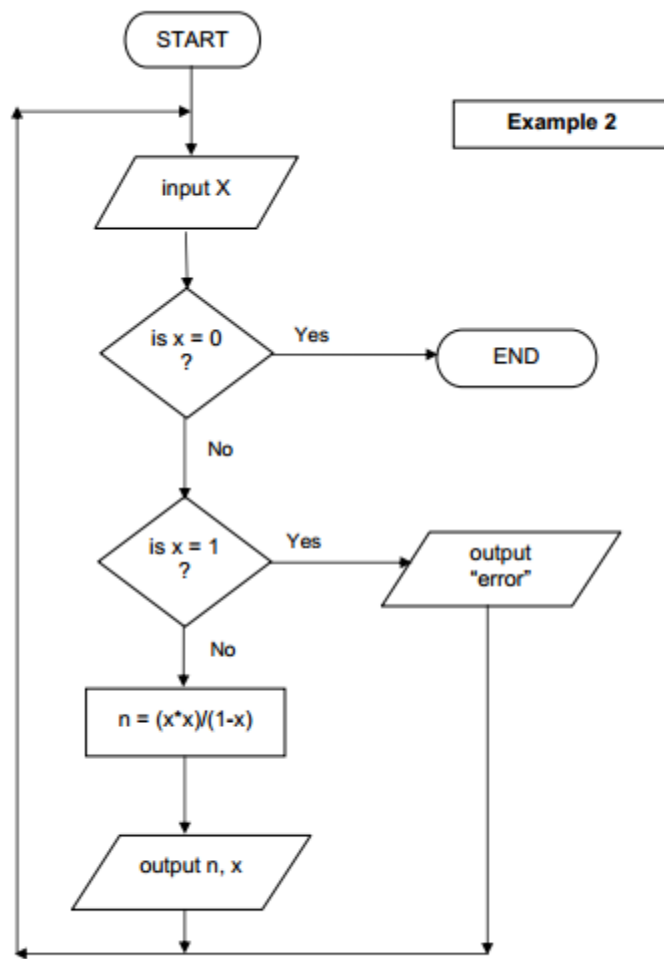 START
Example 2
input X
is x = 0
?
Yes
END
No
is x = 1
?
Yes
output
"error”
No
n = (x*x)/(1-x)
output n, x